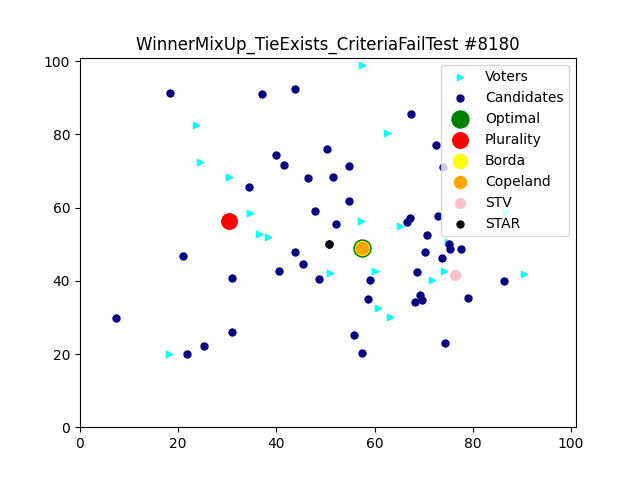 WinnerMixUp_TieExists_CriteriaFailTest #8180
100
80
60
40
20
0
0 20 40 60 80 100
Voters
Candidates
Optimal
Plurality
Borda
Copeland
STV
STAR